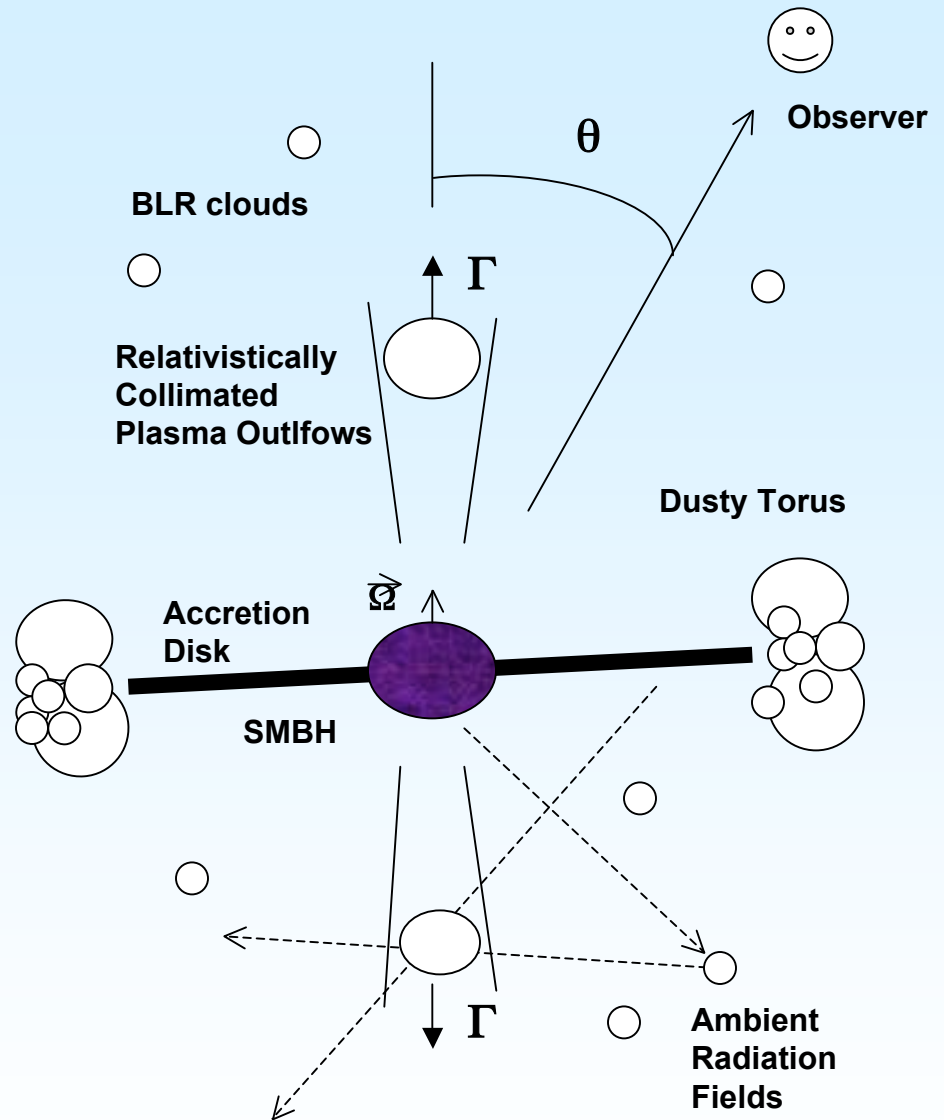 Observer
θ
BLR clouds
Γ
Relativistically
Collimated
Plasma Outlfows
Dusty Torus
Ω⃗
Accretion
Disk
SMBH
Γ
Ambient
Radiation
Fields